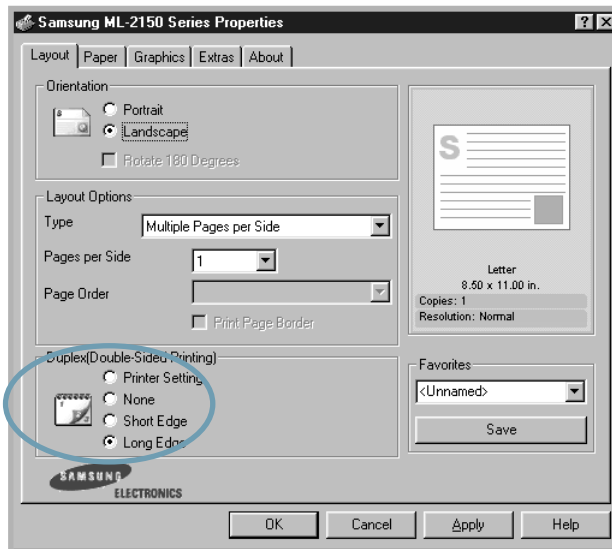 Samsung ML-2150 Series Properties
Layout Paper Graphics Extras About
Orientation
Portrait
Landscape
Rotate 180 Degrees
Layout Options
Type Multiple Pages per Side
Pages per Side 1
Page Order
Print Page Border
Duplex(Double-Sided Printing)
Printer Setting
None
Short Edge
Long Edge
SAMSUNG
ELECTRONICS
S
Letter
8.50 x 11.00 in.
Copies: 1
Resolution: Normal
Favorites
<Unnamed>
Save
OK Cancel Apply Help